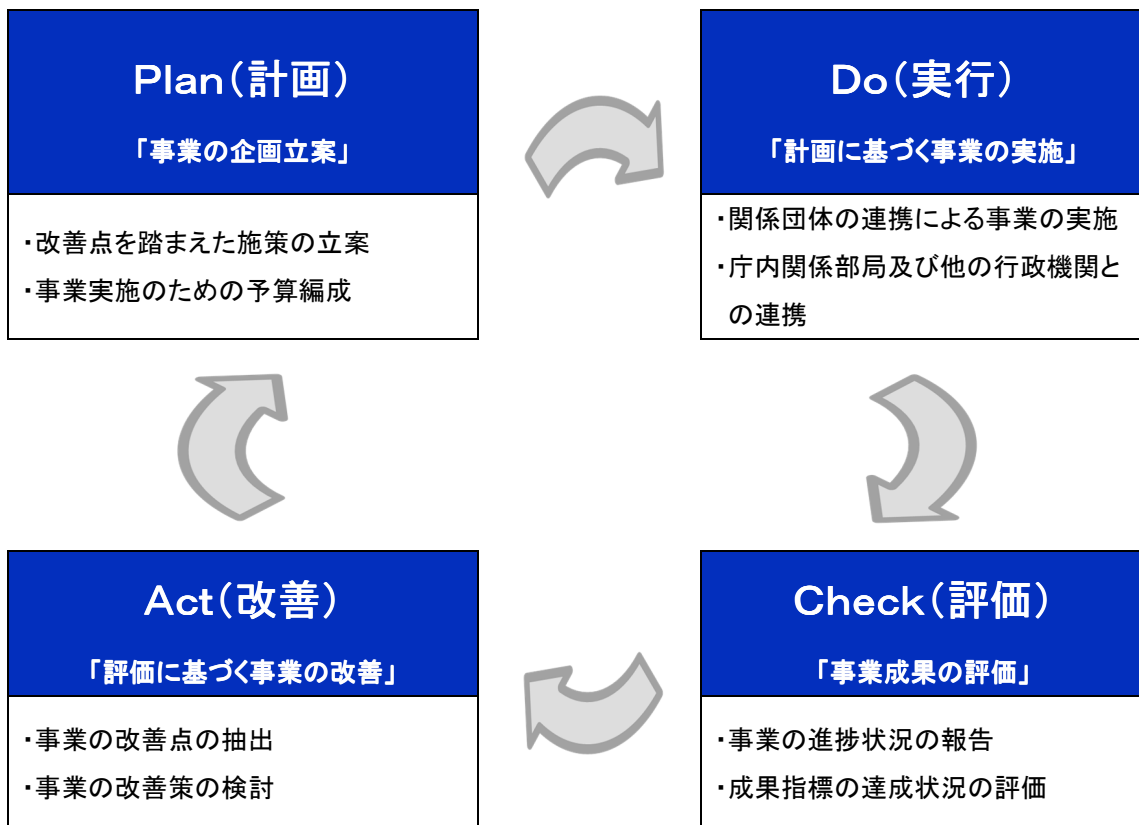 Plan(計画)
「事業の企画立案」
・改善点を踏まえた施策の立案
・事業実施のための予算編成
Do(実行)
「計画に基づく事業の実施」
・関係団体の連携による事業の実施
・庁内関係部局及び他の行政機関と
の連携
Act(改善)
「評価に基づく事業の改善」
・事業の改善点の抽出
・事業の改善策の検討
Check(評価)
「事業成果の評価」
・事業の進捗状況の報告
・成果指標の達成状況の評価